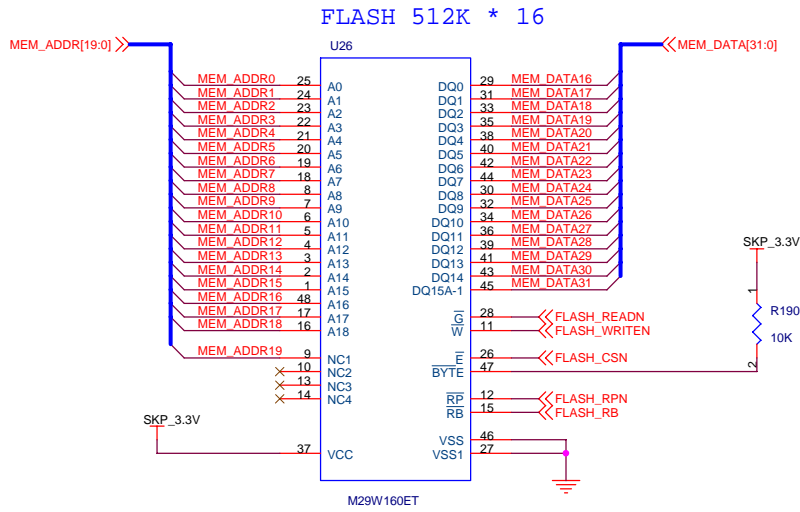 FLASH 512K * 16
MEM_ADDR[19:0]
U26
MEM_DATA[31:0]
MEM_ADDR0 25 A0 DQ0 29 MEM_DATA16
MEM_ADDR1 24 A1 DQ1 31 MEM_DATA17
MEM_ADDR2 23 A2 DQ2 33 MEM_DATA18
MEM_ADDR3 22 A3 DQ3 35 MEM_DATA19
MEM_ADDR4 21 A4 DQ4 38 MEM_DATA20
MEM_ADDR5 20 A5 DQ5 40 MEM_DATA21
MEM_ADDR6 19 A6 DQ6 42 MEM_DATA22
MEM_ADDR7 18 A7 DQ7 44 MEM_DATA23
MEM_ADDR8 8 A8 DQ8 30 MEM_DATA24
MEM_ADDR9 7 A9 DQ9 32 MEM_DATA25
MEM_ADDR10 6 A10 DQ10 34 MEM_DATA26
MEM_ADDR11 5 A11 DQ11 36 MEM_DATA27
MEM_ADDR12 4 A12 DQ12 39 MEM_DATA28
MEM_ADDR13 3 A13 DQ13 41 MEM_DATA29
MEM_ADDR14 2 A14 DQ14 43 MEM_DATA30
MEM_ADDR15 1 A15 DQ15A-1 45 MEM_DATA31
MEM_ADDR16 48 A16
MEM_ADDR17 17 A17 G 28 FLASH_READN
MEM_ADDR18 16 A18 W 11 FLASH_WRITEN
MEM_ADDR19 9 NC1 E 26 FLASH_CSN
10 NC2 BYTE 47
13 NC3
14 NC4 RP 12 FLASH_RPN
RB 15 FLASH_RB
SKP_3.3V
1
R190
10K
2
SKP_3.3V
VSS 46
37 VCC VSS1 27
M29W160ET